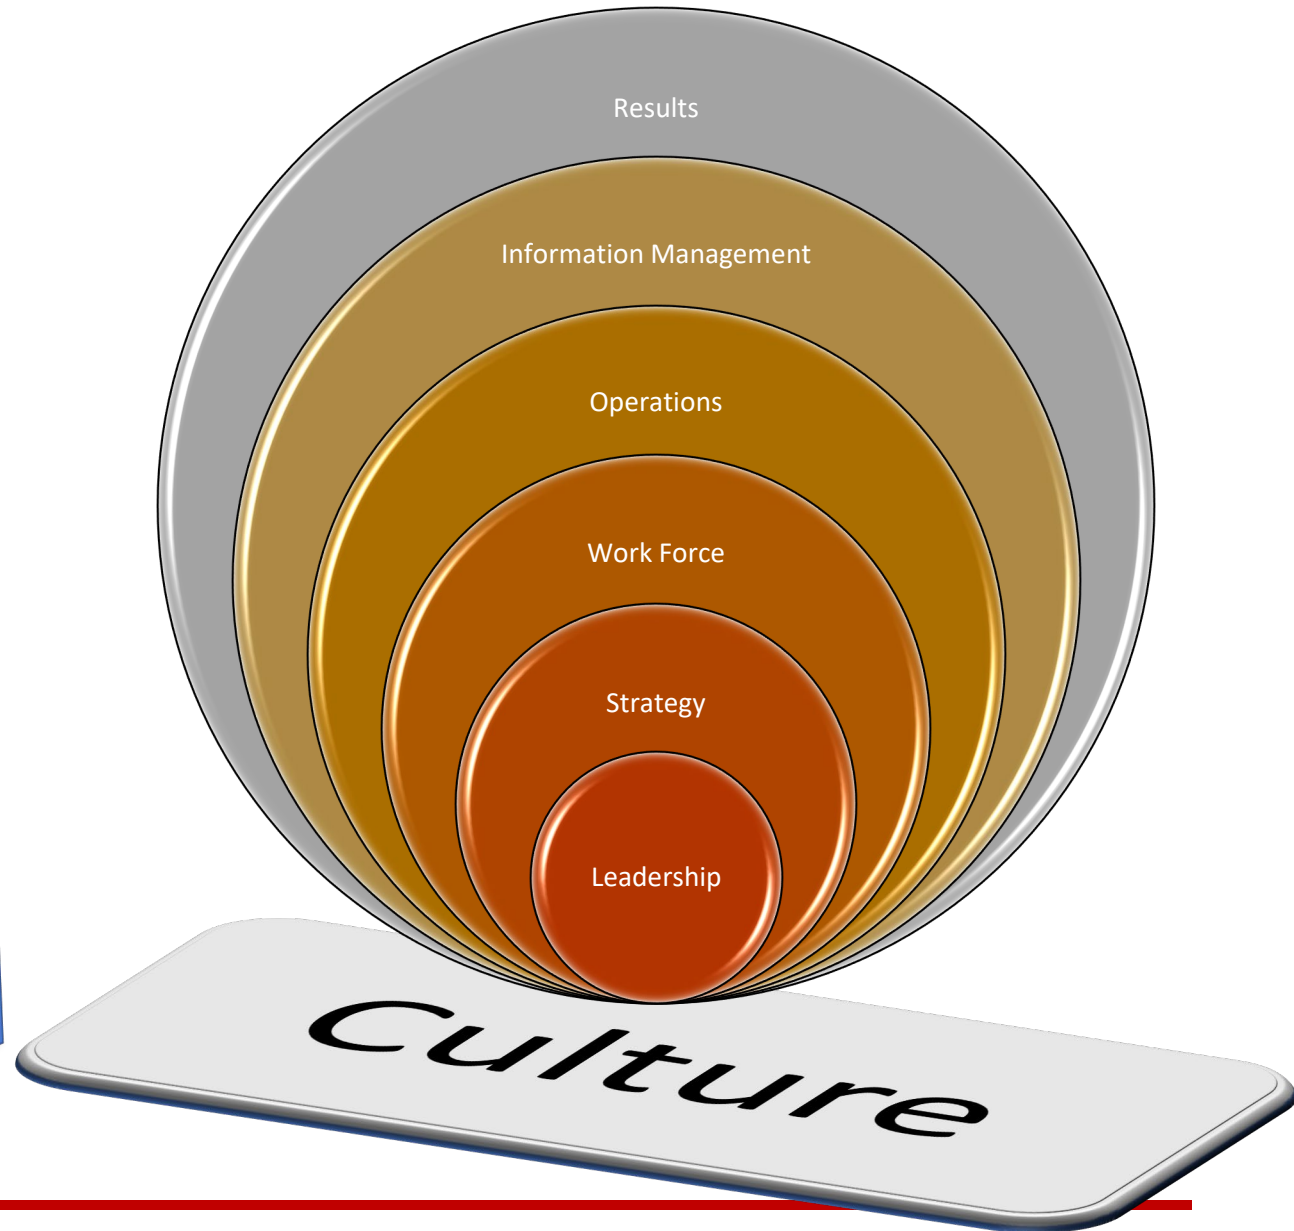 Results
Information Management
Operations
Work Force
Strategy
Leadership
Culture